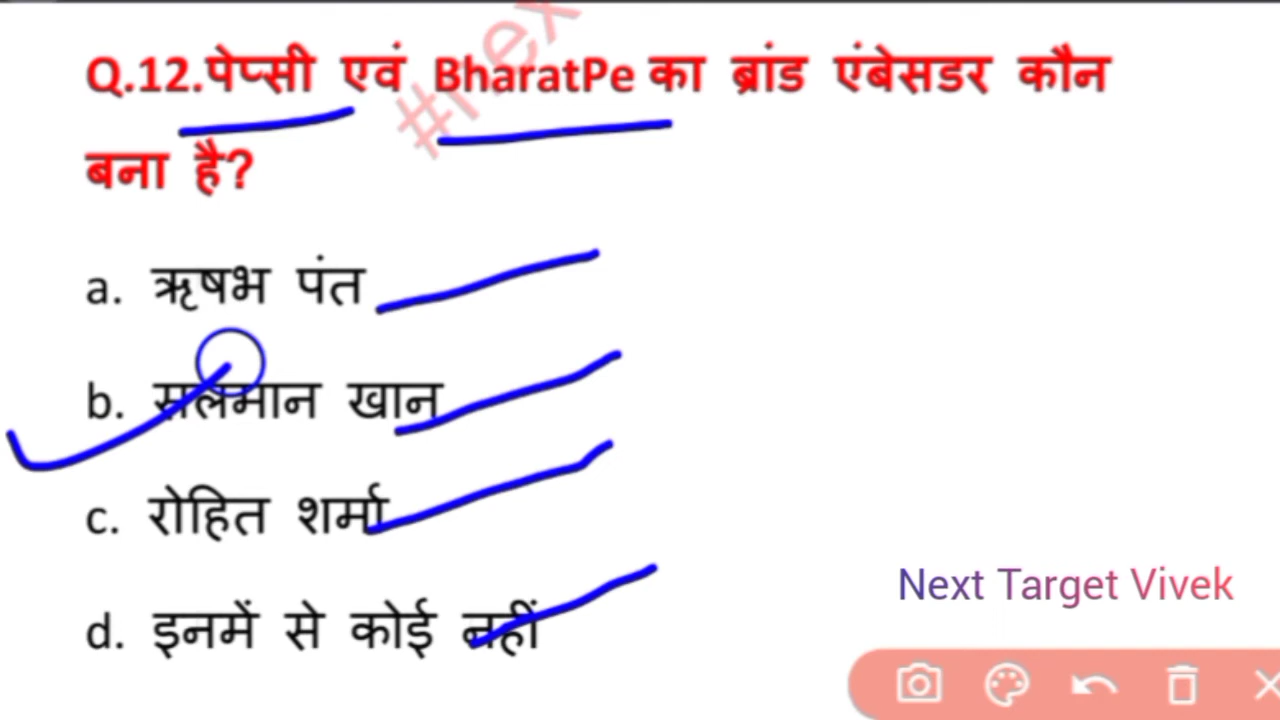 Q.12.पेप्सी एवं BharatPe का ब्रांड एंबेसडर कौन
बना है?
a. ऋषभ पंत
b. सलमान खान
c. रोहित शर्मा
d. इनमें से कोई नहीं
Next Target Vivek